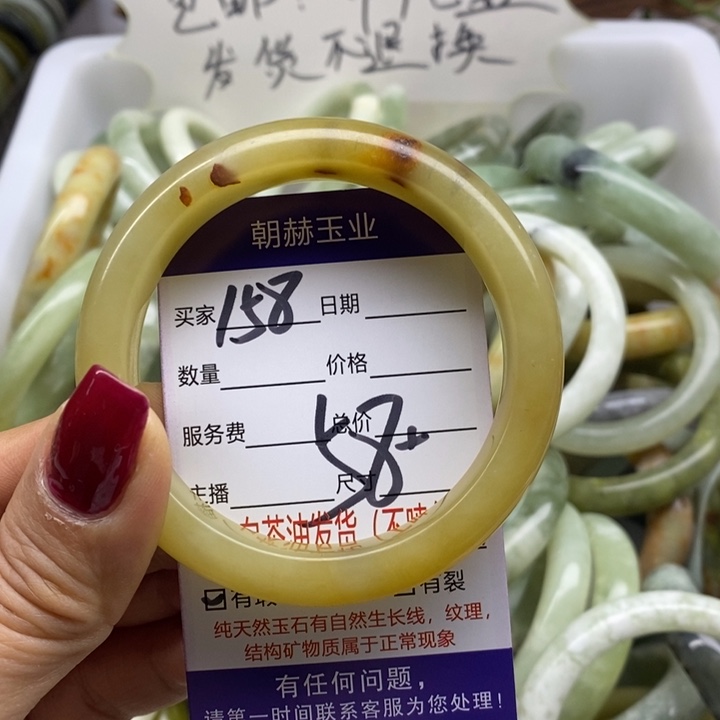 发货不退换
朝赫玉业
买家 158 日期
数量 价格
服务费 总价
58+
主播 尺寸
纯天然玉石有自然生长线，纹理，
结构矿物质属于正常现象
有任何问题，
请第一时间联系客服为您处理！